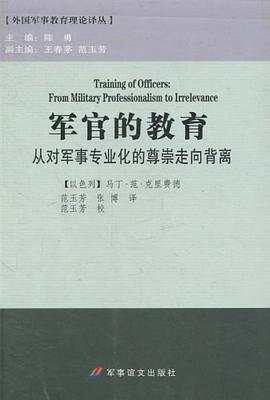 【外国军事教育理论译丛】
主 编：陈 勇
副主编：王春茅 范玉芳
Training of Officers:
From Military Professionalism to Irrelevance
军官的教育
从对军事专业化的尊崇走向背离
【以色列】马丁·范·克里费德
范玉芳 张 博 译
范玉芳 校
军事谊文出版社